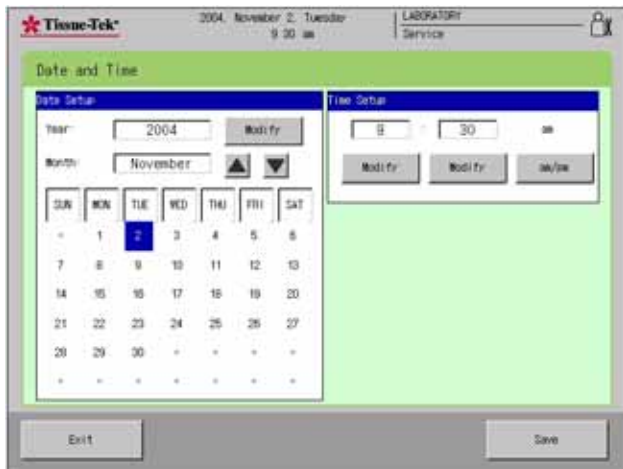 Tissue-Tek
2004, November 2, Tuesday
9 30 am
LABORATORY
Service
Date and Time
Date Setup
Year: 2004 Modify
Month: November
SUN MON TUE WED THU FRI SAT
- 1 2 3 4 5 6
7 8 9 10 11 12 13
14 15 16 17 18 19 20
21 22 23 24 25 26 27
28 29 30 - - - -
- - - - - - -
Time Setup
9 : 30 am
Modify Modify am/pm
Exit
Save